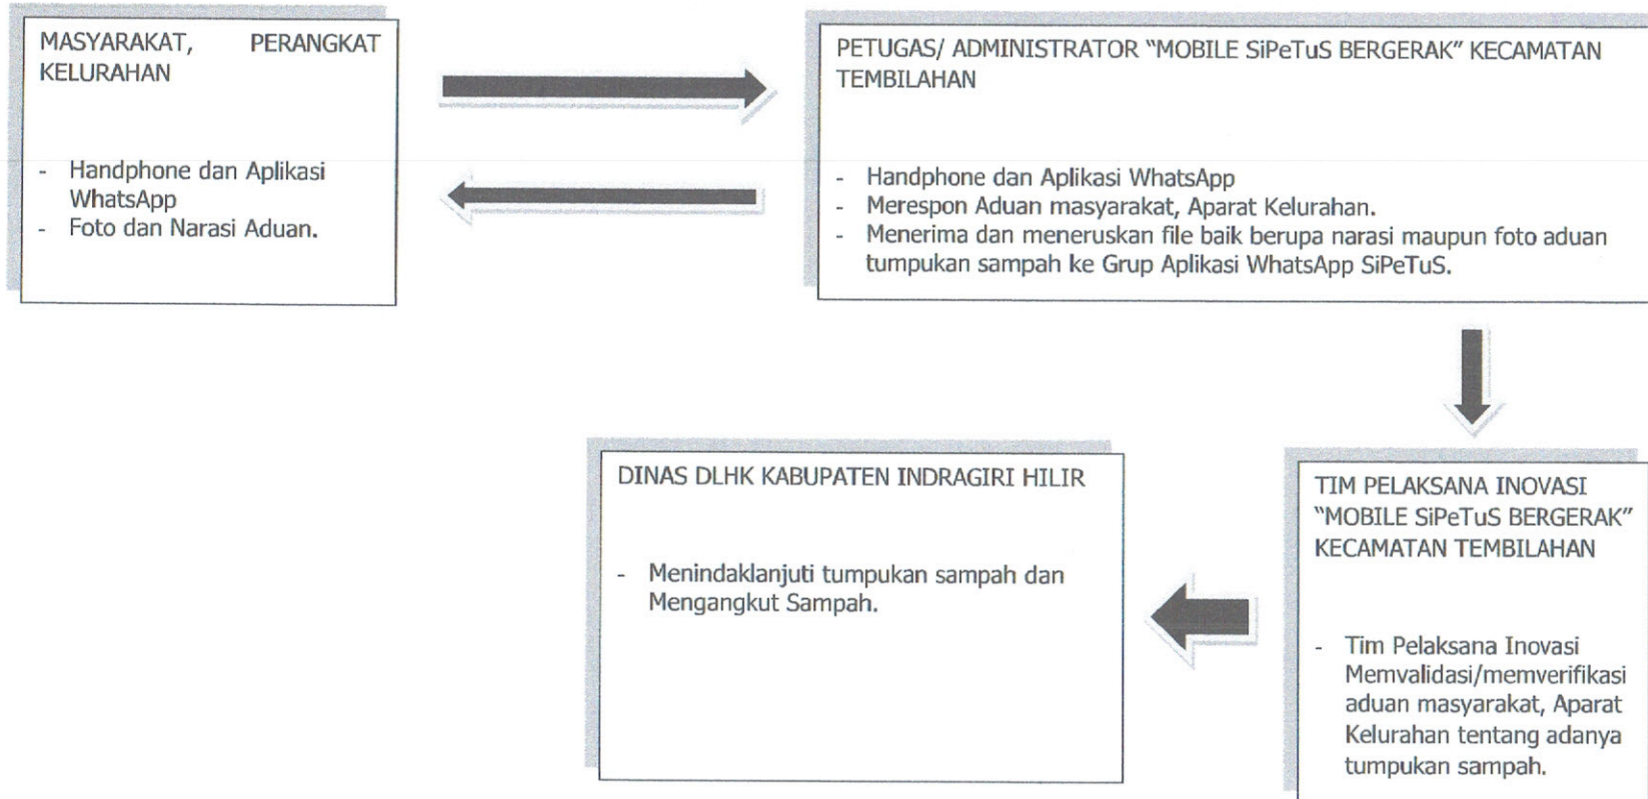 MASYARAKAT, PERANGKAT
KELURAHAN
- Handphone dan Aplikasi
WhatsApp
- Foto dan Narasi Aduan.
PETUGAS/ ADMINISTRATOR “MOBILE SiPeTuS BERGERAK” KECAMATAN
TEMBILAHAN
- Handphone dan Aplikasi WhatsApp
- Merespon Aduan masyarakat, Aparat Kelurahan.
- Menerima dan meneruskan file baik berupa narasi maupun foto aduan
tumpukan sampah ke Grup Aplikasi WhatsApp SiPeTuS.
TIM PELAKSANA INOVASI
“MOBILE SiPeTuS BERGERAK”
KECAMATAN TEMBILAHAN
- Tim Pelaksana Inovasi
Memvalidasi/memverifikasi
aduan masyarakat, Aparat
Kelurahan tentang adanya
tumpukan sampah.
DINAS DLHK KABUPATEN INDRAGIRI HILIR
- Menindaklanjuti tumpukan sampah dan
Mengangkut Sampah.